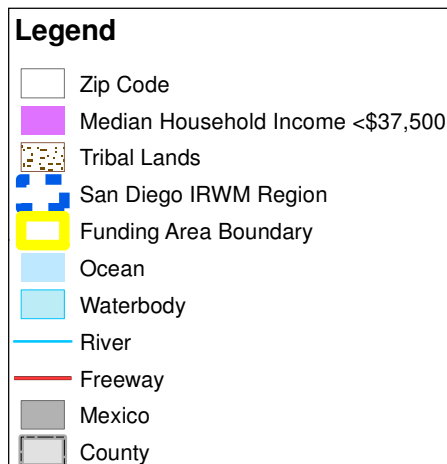 Legend
Zip Code
Median Household Income <$37,500
Tribal Lands
San Diego IRWM Region
Funding Area Boundary
Ocean
Waterbody
River
Freeway
Mexico
County